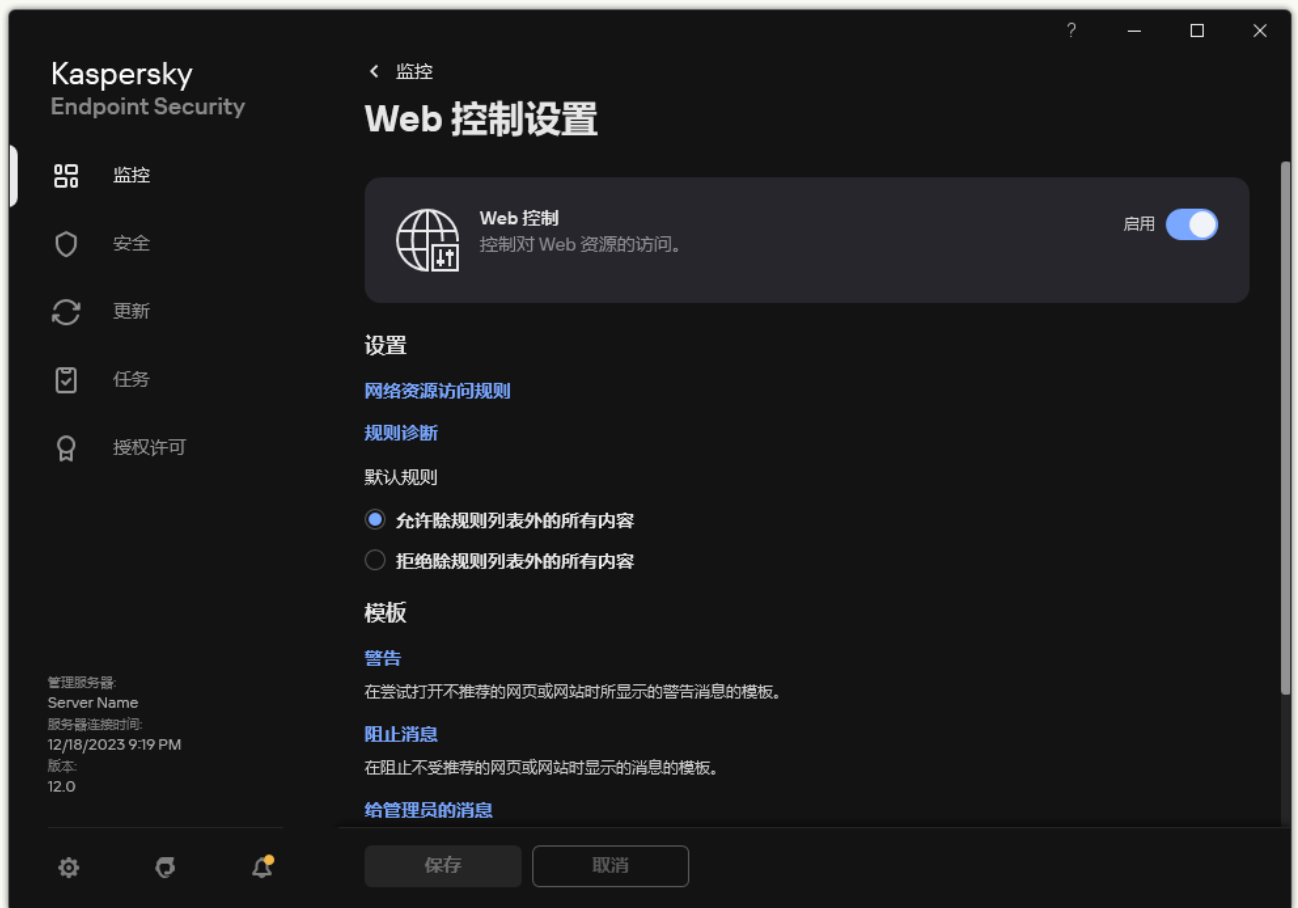 ?
Kaspersky
Endpoint Security
监控
安全
更新
任务
授权许可
管理服务器:
Server Name
服务器连接时间:
12/18/2023 9:19 PM
版本:
12.0
监控
Web 控制设置
Web 控制
控制对 Web 资源的访问。
启用
设置
网络资源访问规则
规则诊断
默认规则
允许除规则列表外的所有内容
拒绝除规则列表外的所有内容
模板
警告
在尝试打开不推荐的网页或网站时所显示的警告消息的模板。
阻止消息
在阻止不受推荐的网页或网站时显示的消息的模板。
给管理员的消息
保存
取消